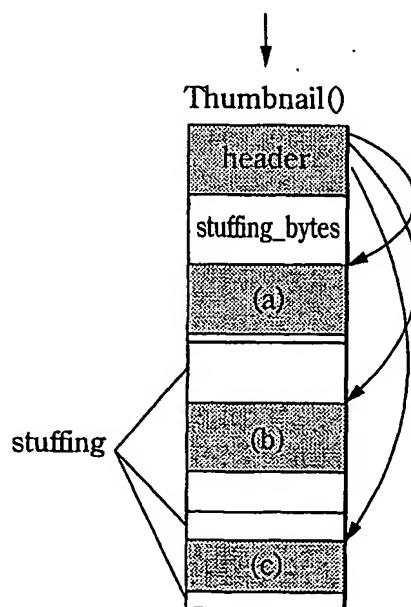 Thumbnail()
header
stuffing_bytes
(a)
stuffing
(b)
(c)